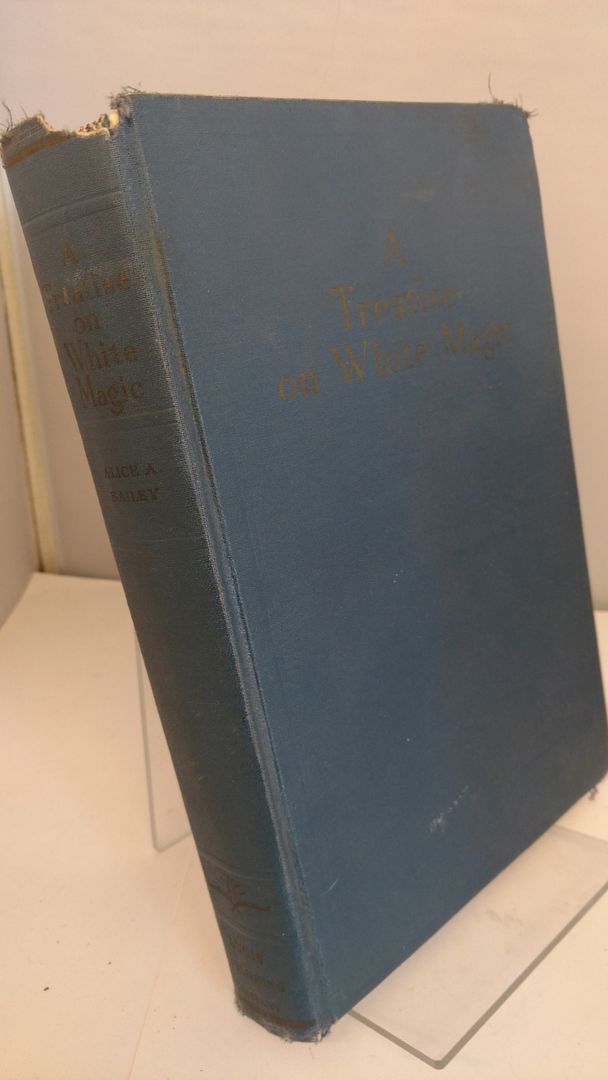 A
Treatise
on
White
Magic
ALICE A.
BAILEY
A
Treatise
on White Magic